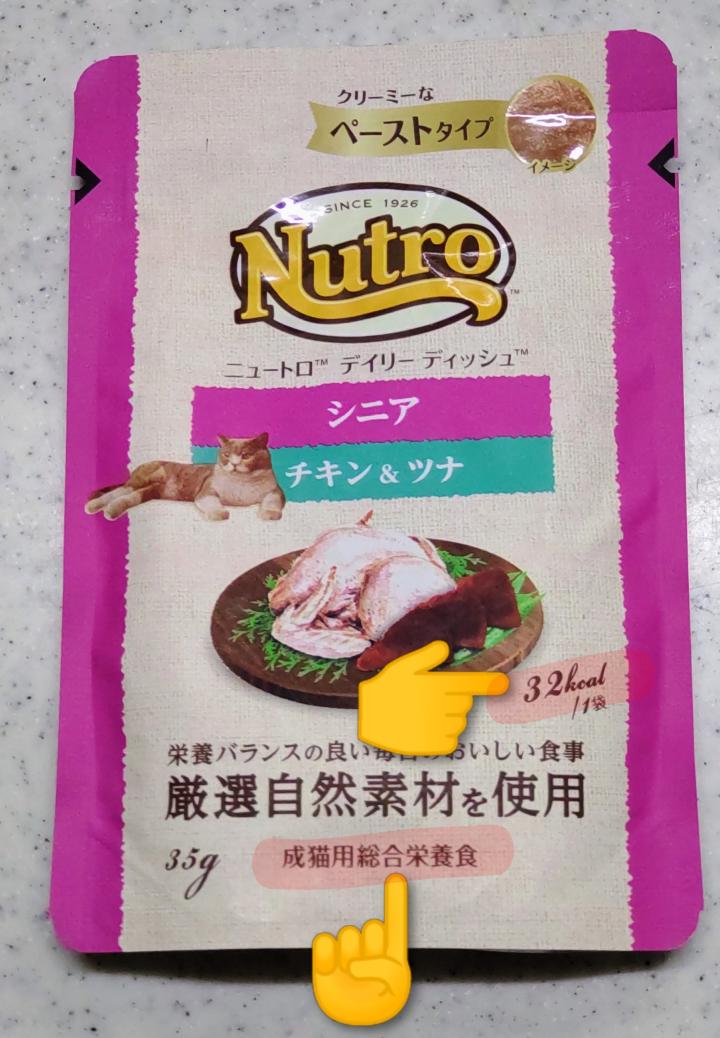 クリーミーな
ペーストタイプ
イメージ
SINCE 1926
Nutro™
ニュートロ™ デイリー ディッシュ™
シニア
チキン & ツナ
32kcal
/1袋
栄養バランスの良い毎日のおいしい食事
厳選自然素材を使用
35g
成猫用総合栄養食